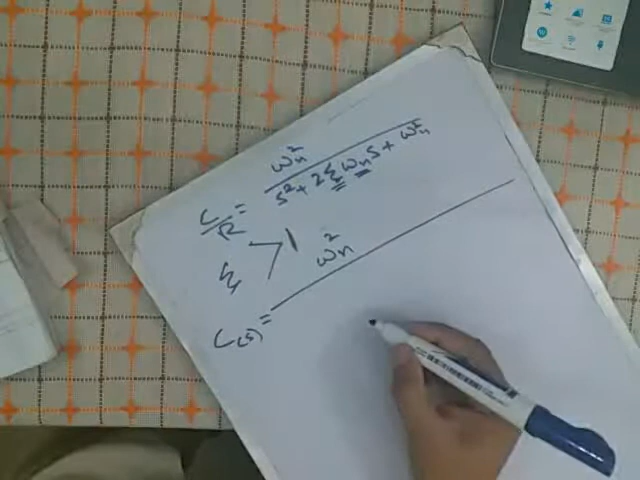 C/R = ωn² / s² + 2ξωns + ωn²
ξ > 1
C(s) = ωn² /